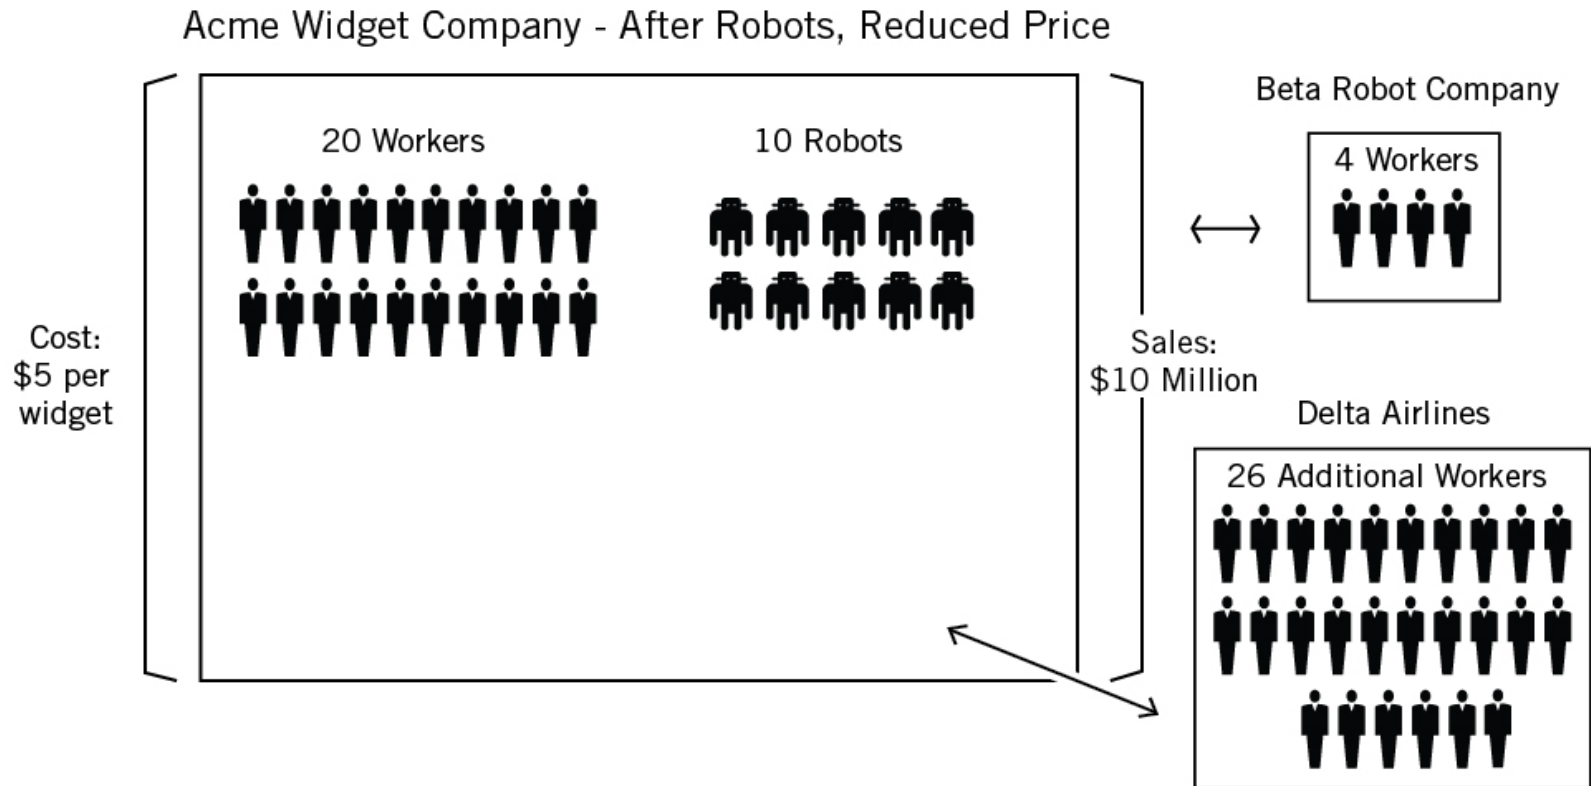 Acme Widget Company - After Robots, Reduced Price
20 Workers
10 Robots
Cost:
$5 per
widget
Sales:
$10 Million
Beta Robot Company
4 Workers
Delta Airlines
26 Additional Workers